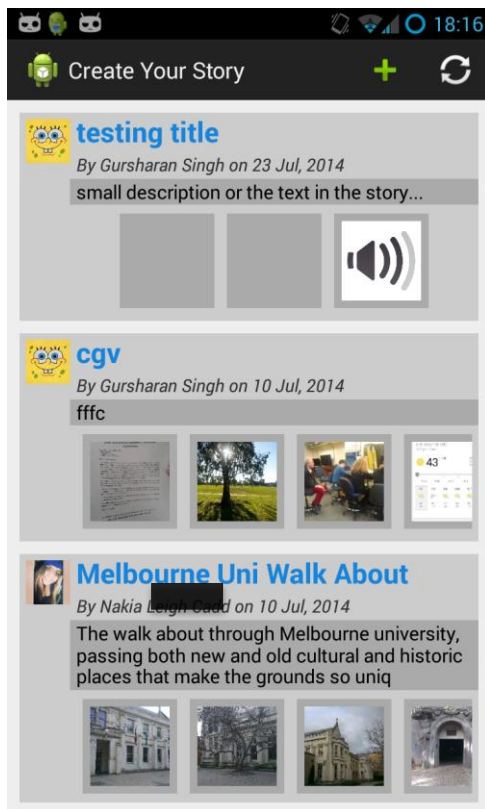 18:16
Create Your Story
testing title
By Gursharan Singh on 23 Jul, 2014
small description or the text in the story...
cgv
By Gursharan Singh on 10 Jul, 2014
fffc
43
Melbourne Uni Walk About
By Nakia Leigh Cadd on 10 Jul, 2014
The walk about through Melbourne university,
passing both new and old cultural and historic
places that make the grounds so uniq